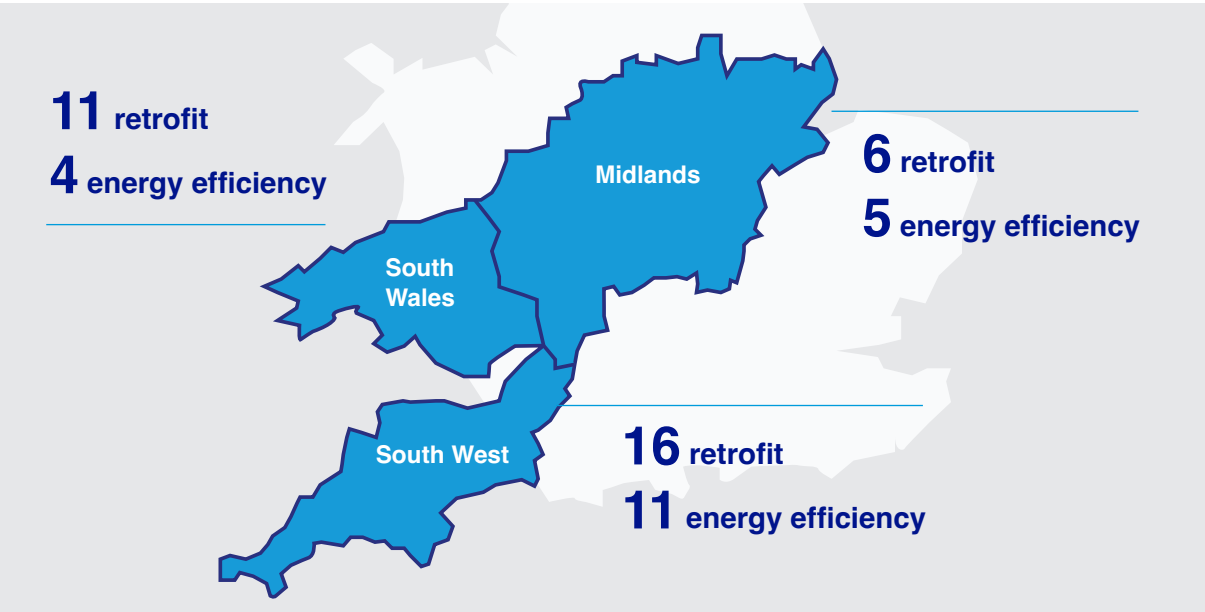 11 retrofit
4 energy efficiency
Midlands
6 retrofit
5 energy efficiency
South
Wales
South West
16 retrofit
11 energy efficiency